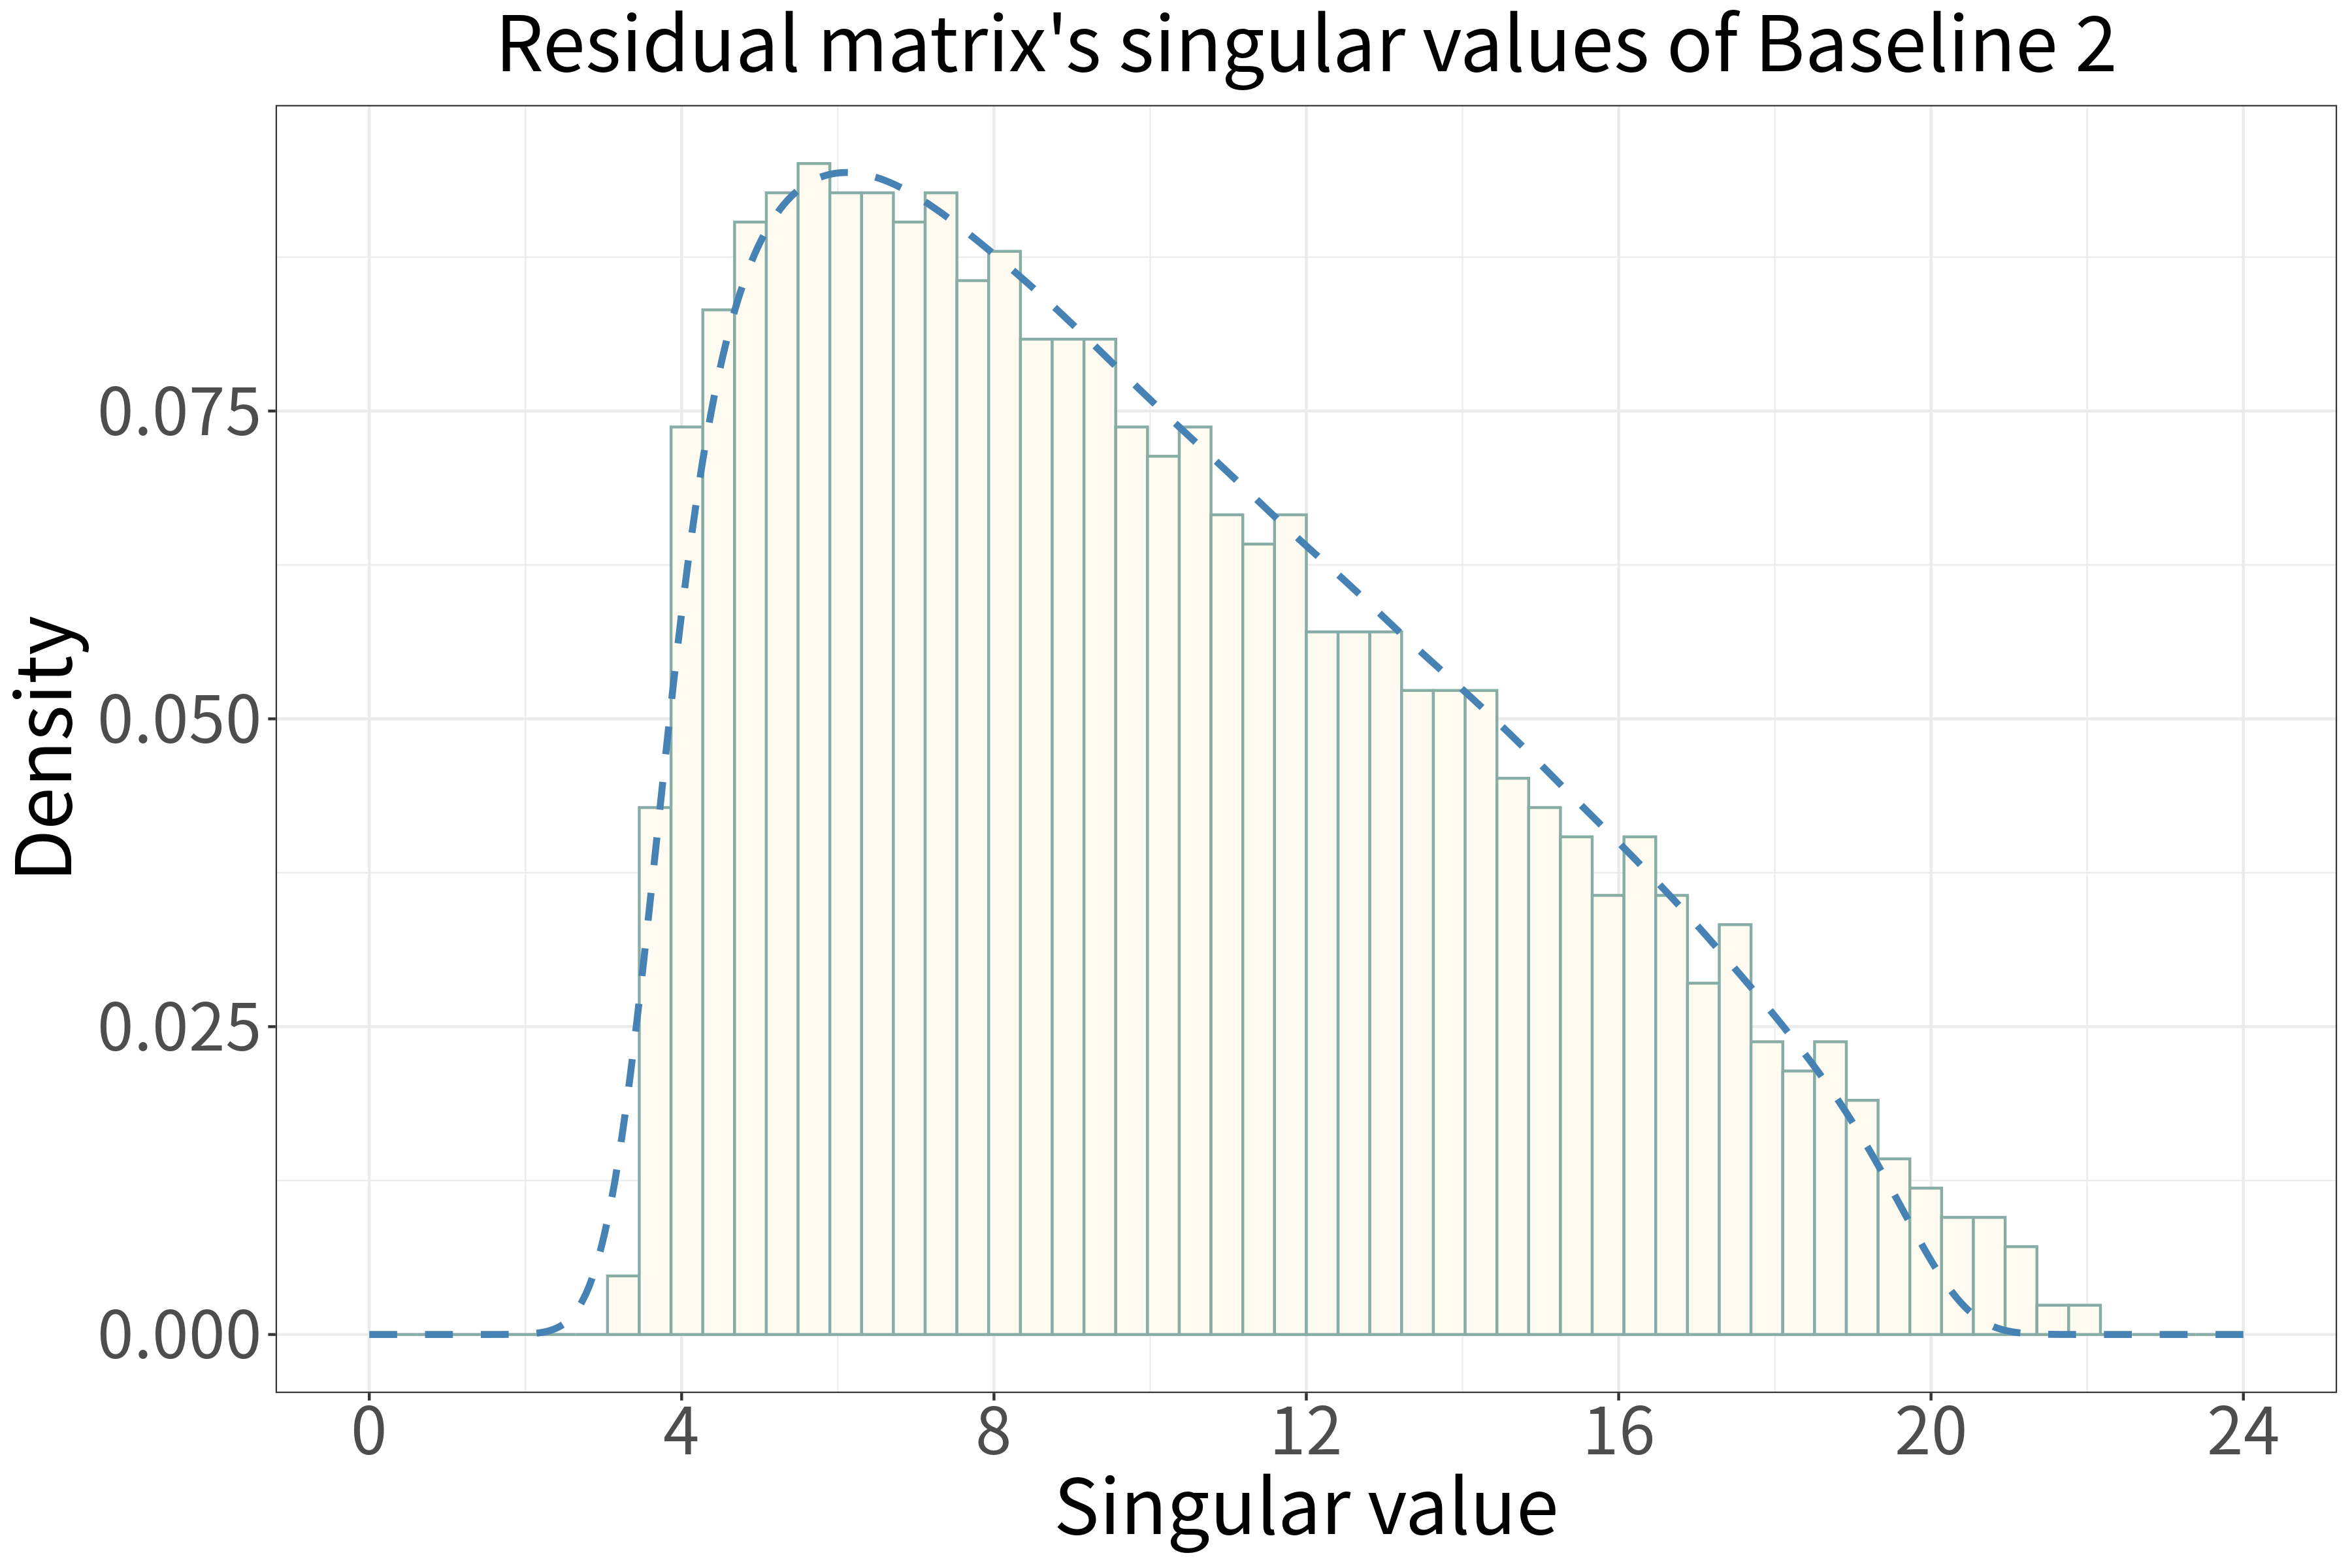 Residual matrix's singular values of Baseline 2
Density
0.075
0.050
0.025
0.000
0 4 8 12 16 20 24
Singular value